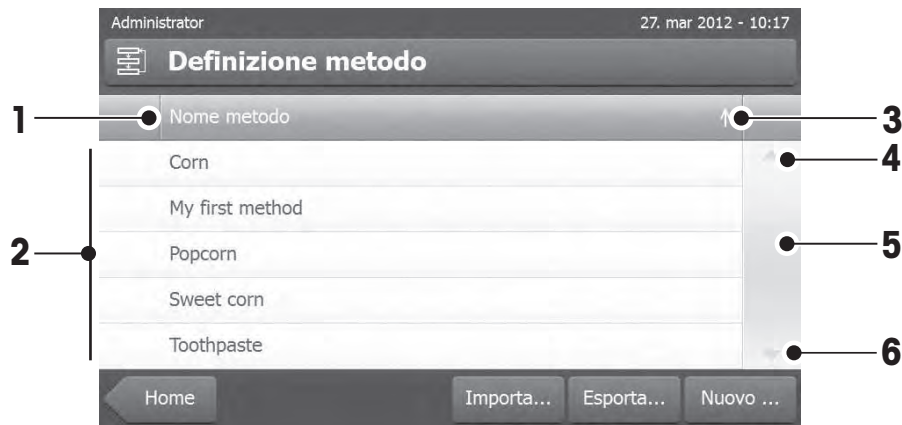 Administrator 27. mar 2012 - 10:17
Definizione metodo
1 Nome metodo 3
Corn 4
My first method
2 Popcorn 5
Sweet corn
Toothpaste 6
Home Importa... Esporta... Nuovo ...